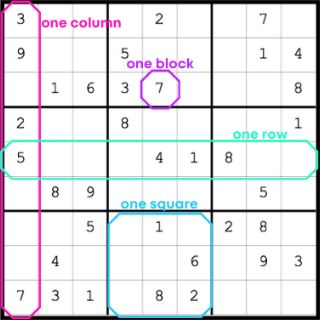 3 2 7
one column
9 5 1 4
one block
1 6 3 7 8
2 8 1
one row
5 4 1 8
8 9 5
one square
5 1 2 8
4 6 9 3
7 3 1 8 2